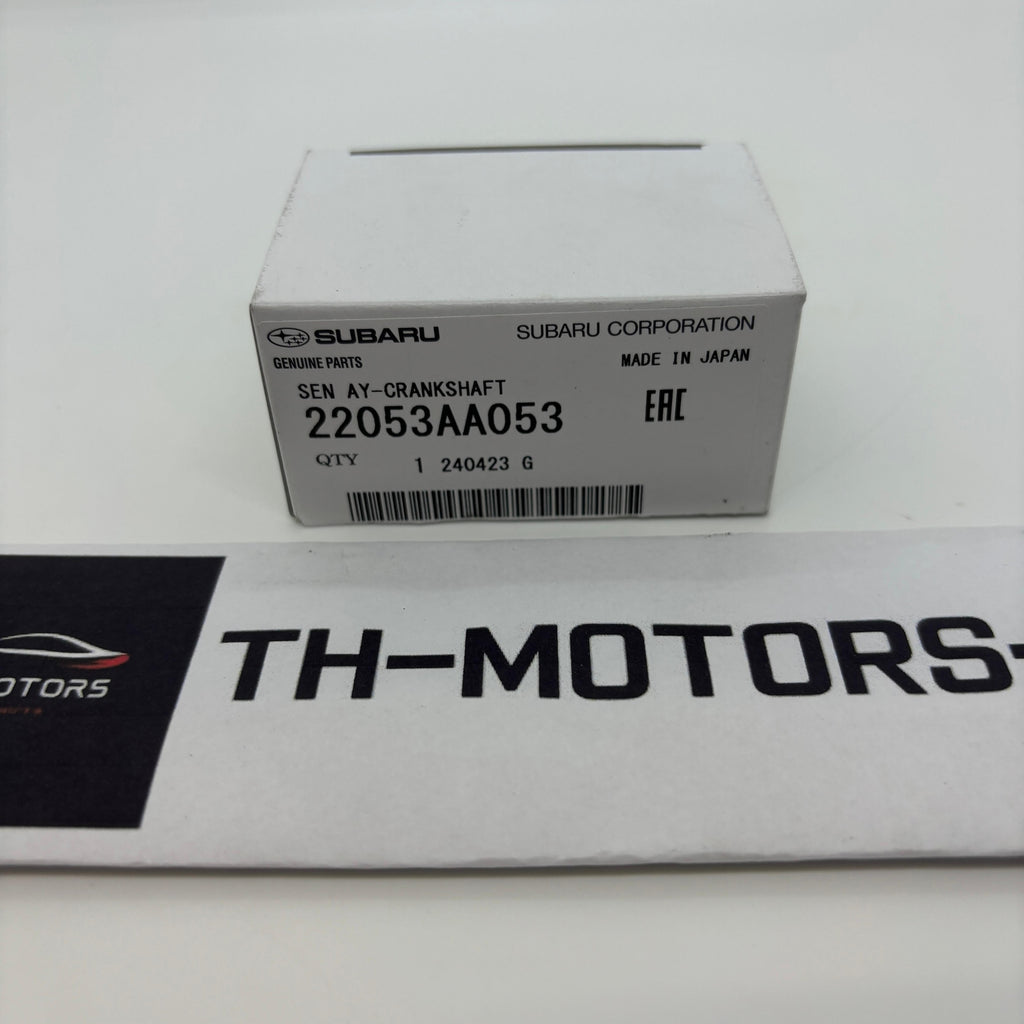 SUBARU
SUBARU CORPORATION
GENUINE PARTS
MADE IN JAPAN
SEN AY-CRANKSHAFT
22053AA053
EAC
QTY 1 240423 G
TH-MOTORS-
OTORS